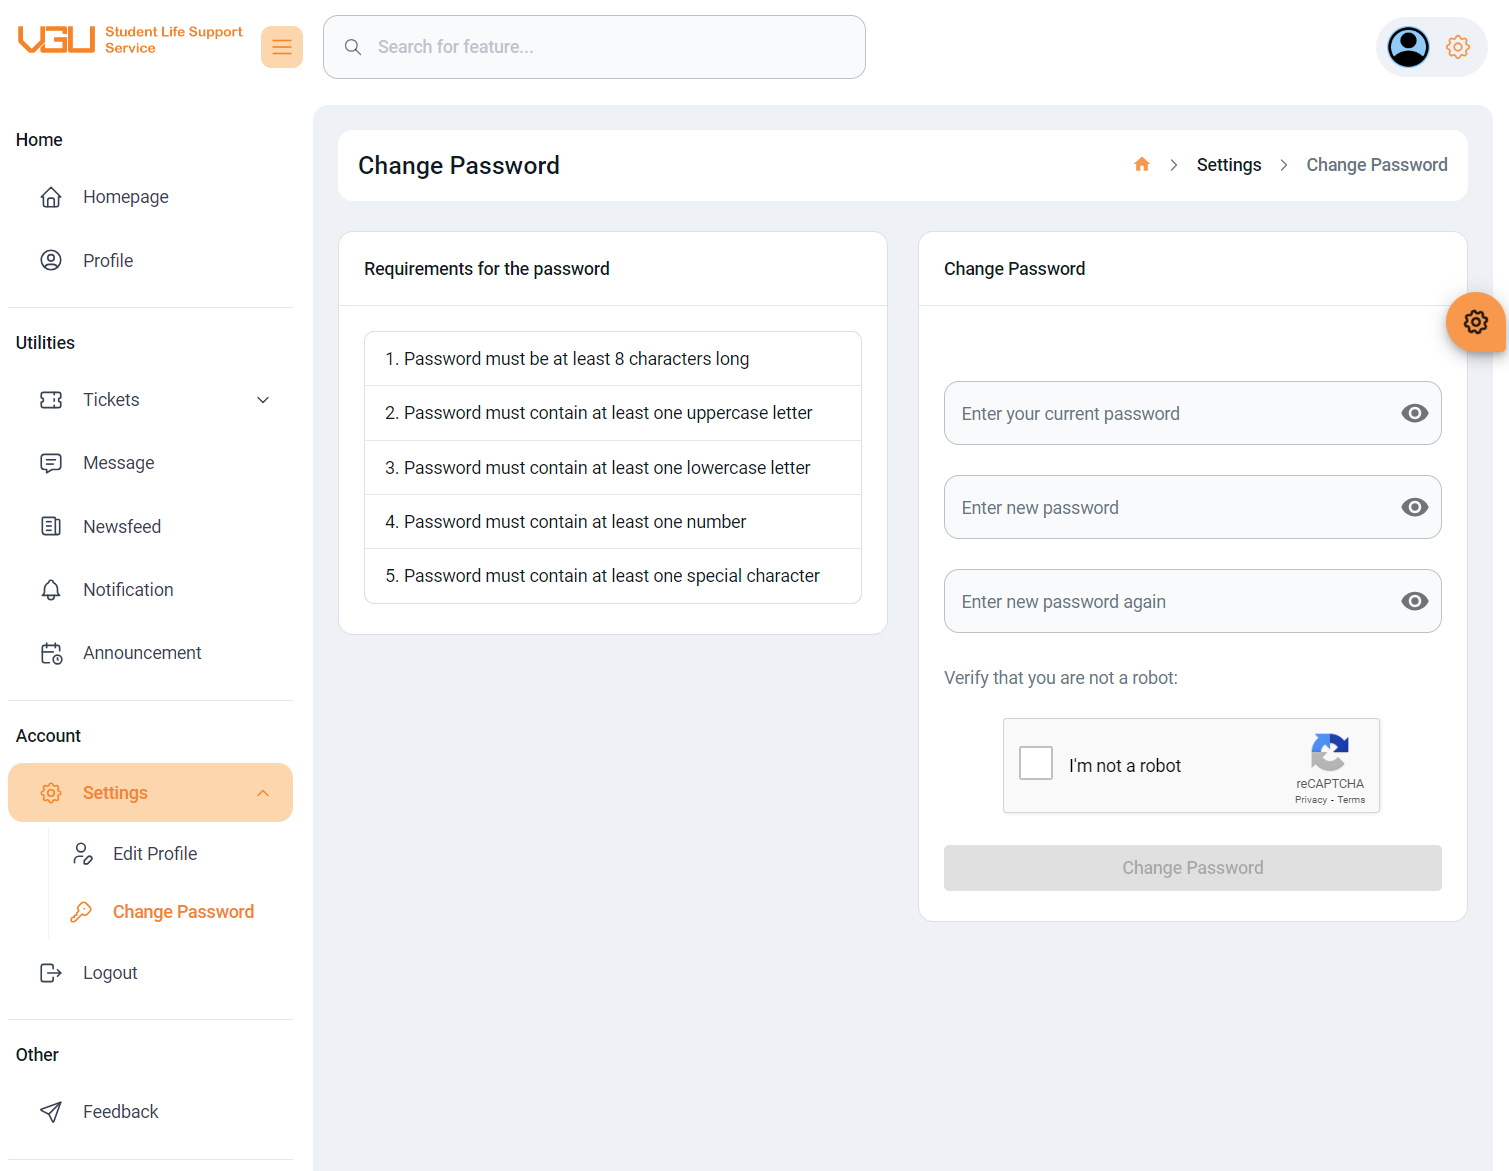 VGU
Student Life Support
Service
Search for feature...
Home
Homepage
Profile
Utilities
Tickets
Message
Newsfeed
Notification
Announcement
Account
Settings
Edit Profile
Change Password
Logout
Other
Feedback
Change Password
Settings
Change Password
Requirements for the password
1. Password must be at least 8 characters long
2. Password must contain at least one uppercase letter
3. Password must contain at least one lowercase letter
4. Password must contain at least one number
5. Password must contain at least one special character
Change Password
Enter your current password
Enter new password
Enter new password again
Verify that you are not a robot:
I'm not a robot
reCAPTCHA
Privacy - Terms
Change Password